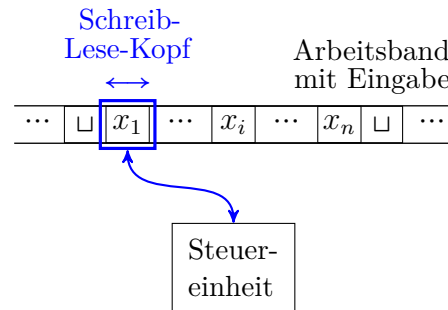 Schreib-
Lese-Kopf
Arbeitsband
mit Eingabe
... ⊔ x₁ ... xᵢ ... xₙ ⊔ ...
Steuer-
einheit